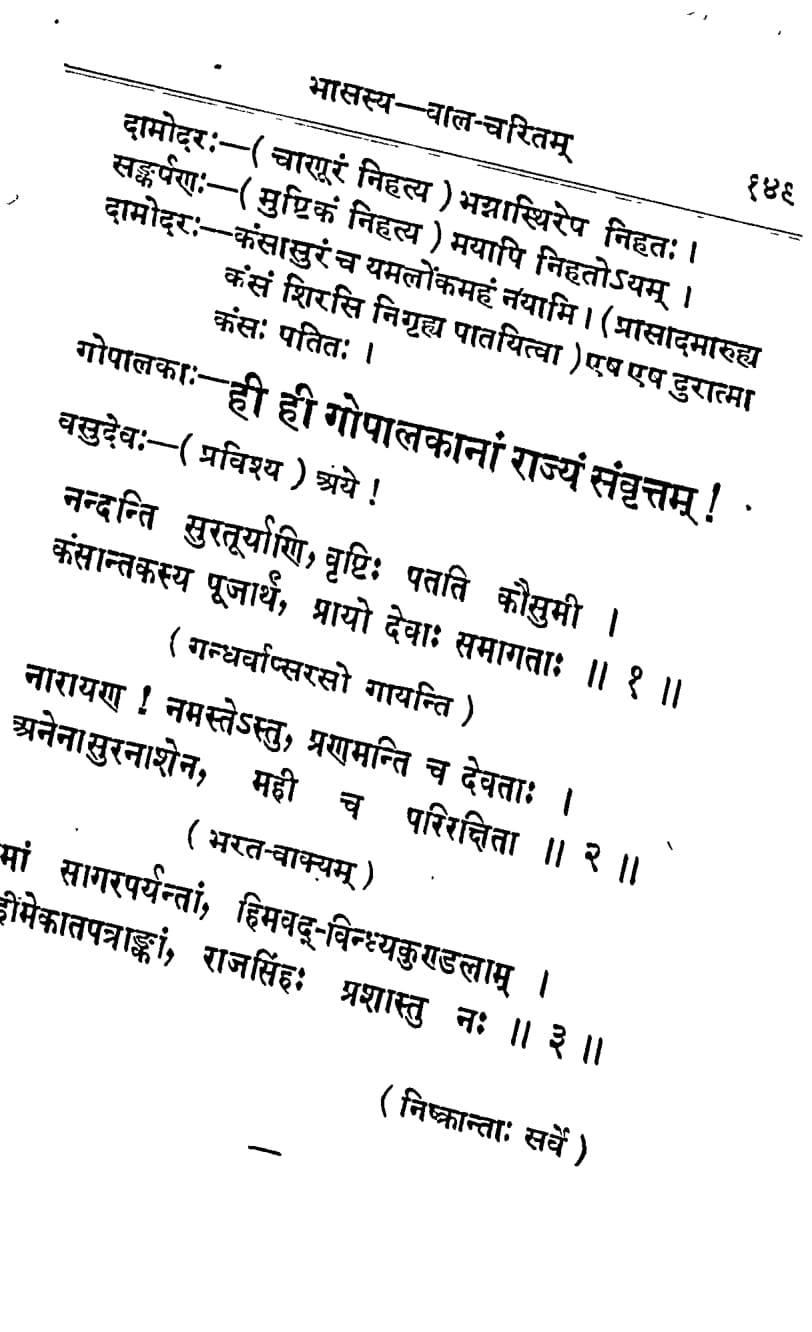 भासस्य—वाल-चरितम्
१४९
दामोदरः—( चाणूरं निहत्य ) भग्नास्थिरेप निहतः ।
सङ्कर्पणः—( मुष्टिकं निहत्य ) मयापि निहतोऽयम् ।
दामोदरः—कंसासुरं च यमलोकमहं नयामि । (प्रासादमारुह्य
कंसं शिरसि निगृह्य पातयित्वा ) एष एष दुरात्मा
कंसः पतितः ।
गोपालकाः—ही ही गोपालकानां राज्यं संवृत्तम् !
वसुदेवः—( प्रविश्य ) अये !
नन्दन्ति सुरतूर्याणि, वृष्टिः पतति कौसुमी ।
कंसान्तकस्य पूजार्थं, प्रायो देवाः समागताः ॥ १ ॥
( गन्धर्वाप्सरसो गायन्ति )
नारायण ! नमस्तेऽस्तु, प्रणमन्ति च देवताः ।
अनेनासुरनाशेन, मही च परिरक्षिता ॥ २ ॥
( भरत-वाक्यम् )
मां सागरपर्यन्तां, हिमवद्-विन्ध्यकुण्डलाम् ।
हीमेकातपत्राङ्कां, राजसिंहः प्रशास्तु नः ॥ ३ ॥
( निष्क्रान्ताः सर्वे )